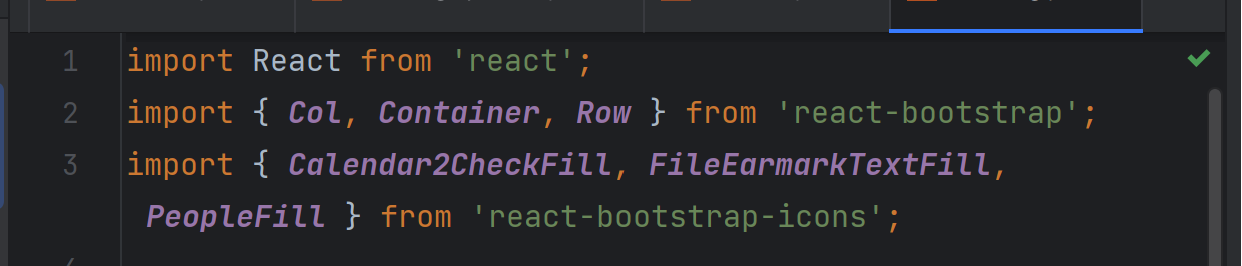 1 import React from 'react';
2 import { Col, Container, Row } from 'react-bootstrap';
3 import { Calendar2CheckFill, FileEarmarkTextFill,
PeopleFill } from 'react-bootstrap-icons';